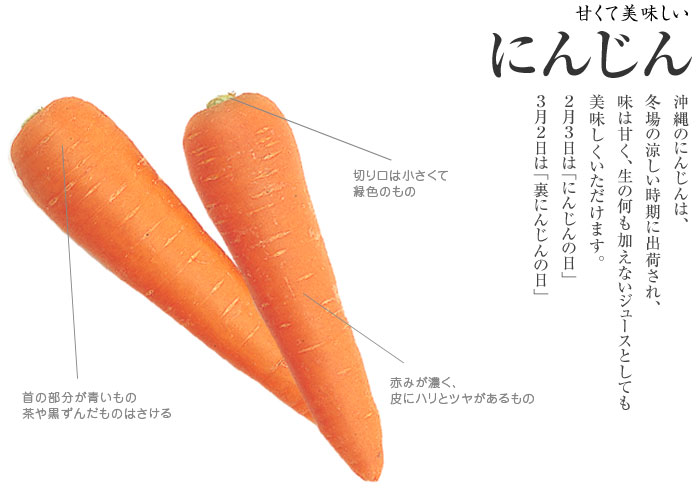 甘くて美味しい
にんじん
沖縄のにんじんは、
冬場の涼しい時期に出荷され、
味は甘く、生の何も加えないジュースとしても
美味しくいただけます。
２月３日は「にんじんの日」
３月２日は「裏にんじんの日」
切り口は小さくて
緑色のもの
赤みが濃く、
皮にハリとツヤがあるもの
首の部分が青いもの
茶や黒ずんだものはさける